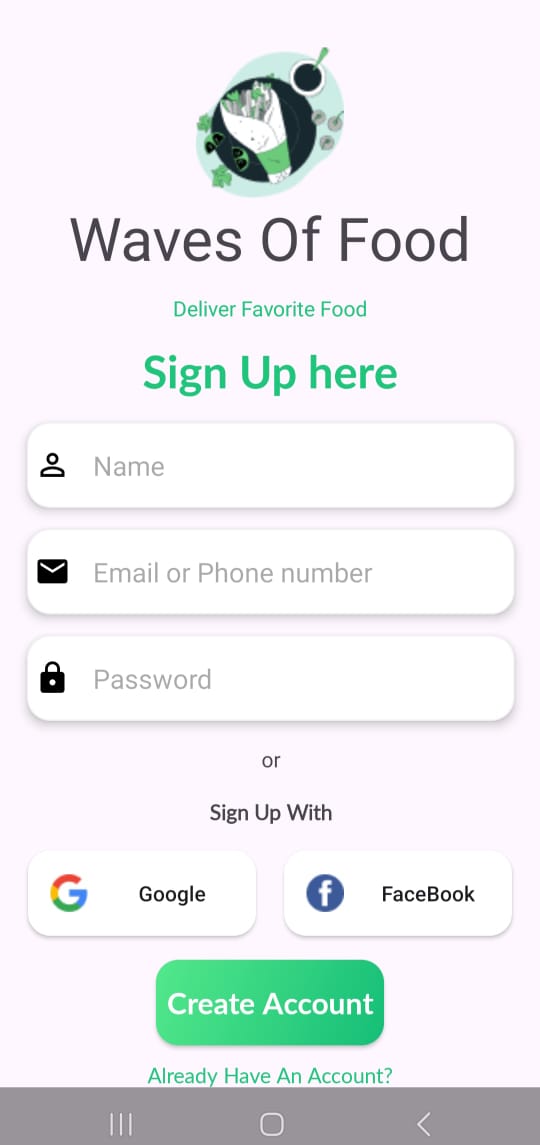 Waves Of Food
Deliver Favorite Food
Sign Up here
Name
Email or Phone number
Password
or
Sign Up With
Google
FaceBook
Create Account
Already Have An Account?